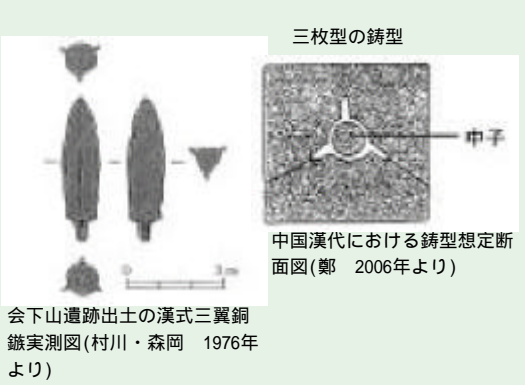 三枚型の鋳型
中子
中国漢代における鋳型想定断
面図(鄭 2006年より)
0 3㎝
会下山遺跡出土の漢式三翼銅
鏃実測図(村川・森岡 1976年
より)